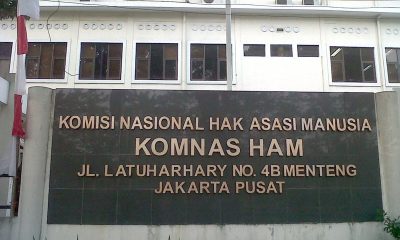 KOMISI NASIONAL HAK ASASI MANUSIA
KOMNAS HAM
JL. LATUHARHARY NO. 4B MENTENG
JAKARTA PUSAT